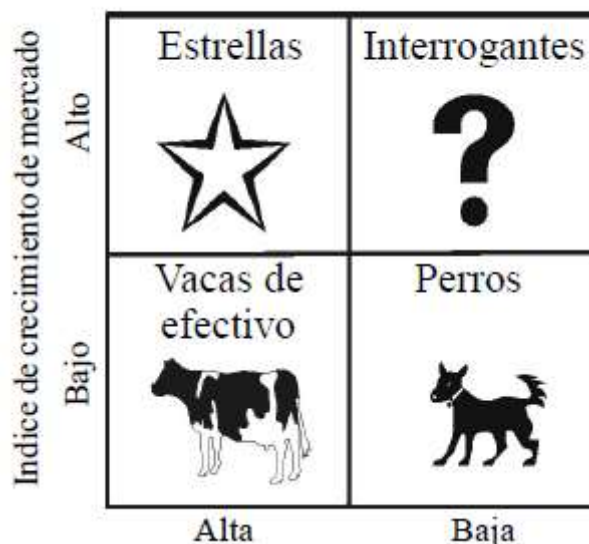 Indice de crecimiento de mercado
Alto
Bajo
Estrellas
Interrogantes
?
Vacas de
efectivo
Perros
Alta
Baja